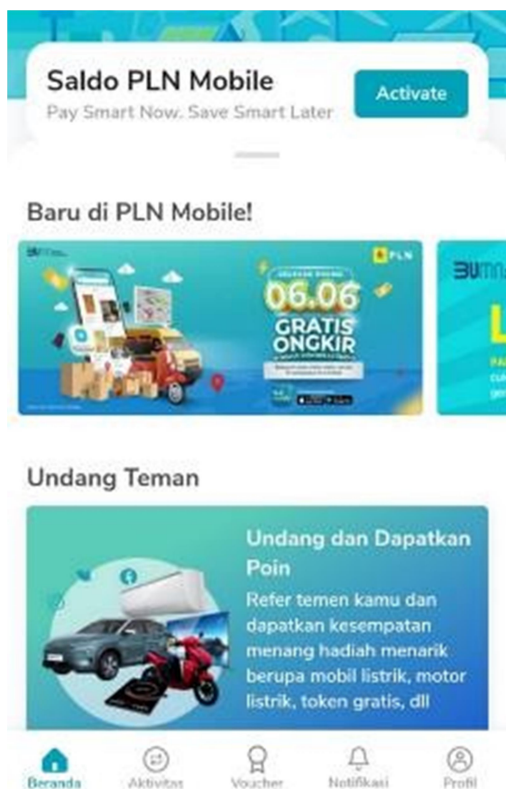 Saldo PLN Mobile
Pay Smart Now. Save Smart Later
Activate
Baru di PLN Mobile!
PLN
06.06
GRATIS
ONGKIR
BUMN
L
Undang Teman
Undang dan Dapatkan
Poin
Refer temen kamu dan
dapatkan kesempatan
menang hadiah menarik
berupa mobil listrik, motor
listrik, token gratis, dll
Beranda
Aktivitas
Voucher
Notifikasi
Profil